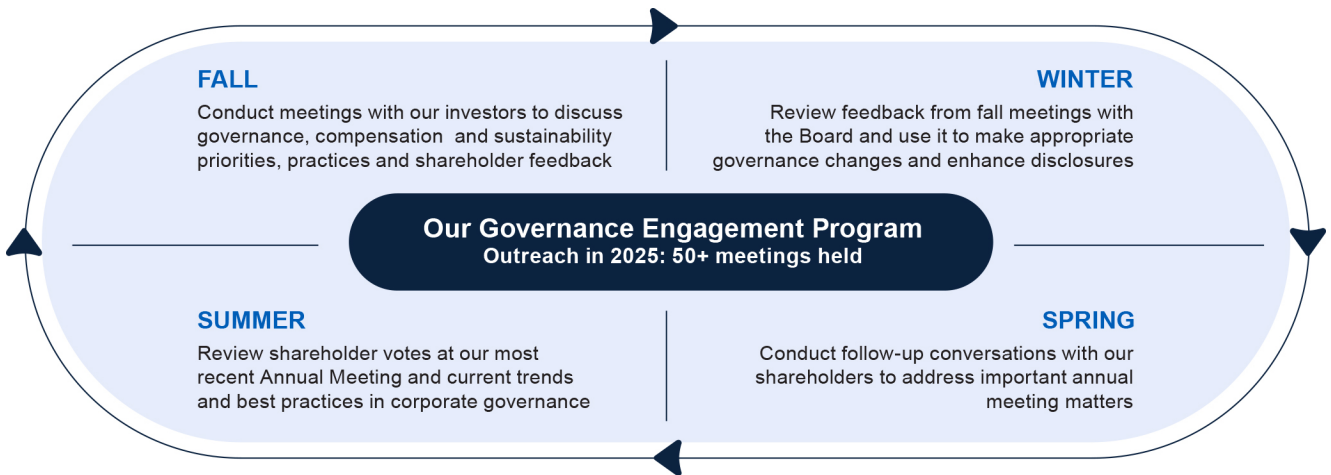 FALL
Conduct meetings with our investors to discuss
governance, compensation  and sustainability
priorities, practices and shareholder feedback
WINTER
Review feedback from fall meetings with
the Board and use it to make appropriate
governance changes and enhance disclosures
Our Governance Engagement Program
Outreach in 2025: 50+ meetings held
SUMMER
Review shareholder votes at our most
recent Annual Meeting and current trends
and best practices in corporate governance
SPRING
Conduct follow-up conversations with our
shareholders to address important annual
meeting matters